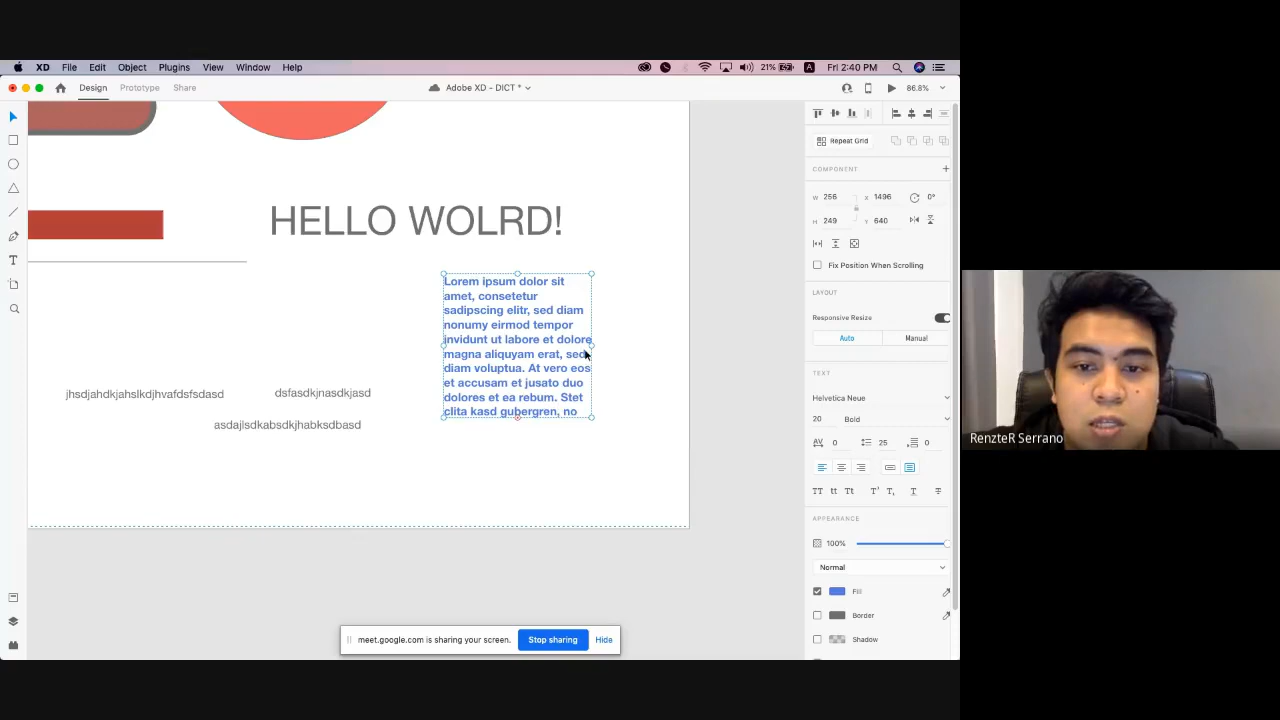 XD File Edit Object Plugins View Window Help
21% A Fri 2:40 PM
Design Prototype Share
Adobe XD - DICT *
86.8%
Repeat Grid
COMPONENT
W 256 X 1496 0°
H 249 Y 640
Fix Position When Scrolling
LAYOUT
Responsive Resize
Auto Manual
TEXT
Helvetica Neue
20 Bold
AV 0 25 0
TT tt Tt T' T, T T
APPEARANCE
100%
Normal
Fill
Border
Shadow
T
HELLO WOLRD!
Lorem ipsum dolor sit
amet, consetetur
sadipscing elitr, sed diam
nonumy eirmod tempor
invidunt ut labore et dolore
magna aliquyam erat, sed
diam voluptua. At vero eos
et accusam et jusato duo
dolores et ea rebum. Stet
clita kasd gubergren, no
jhsdjahdkjahslkdjhvafdsfsdasd
dsfasdkjnasdkjasd
asdajlsdkabsdkjhabksdbasd
meet.google.com is sharing your screen. Stop sharing Hide
RenzteR Serrano